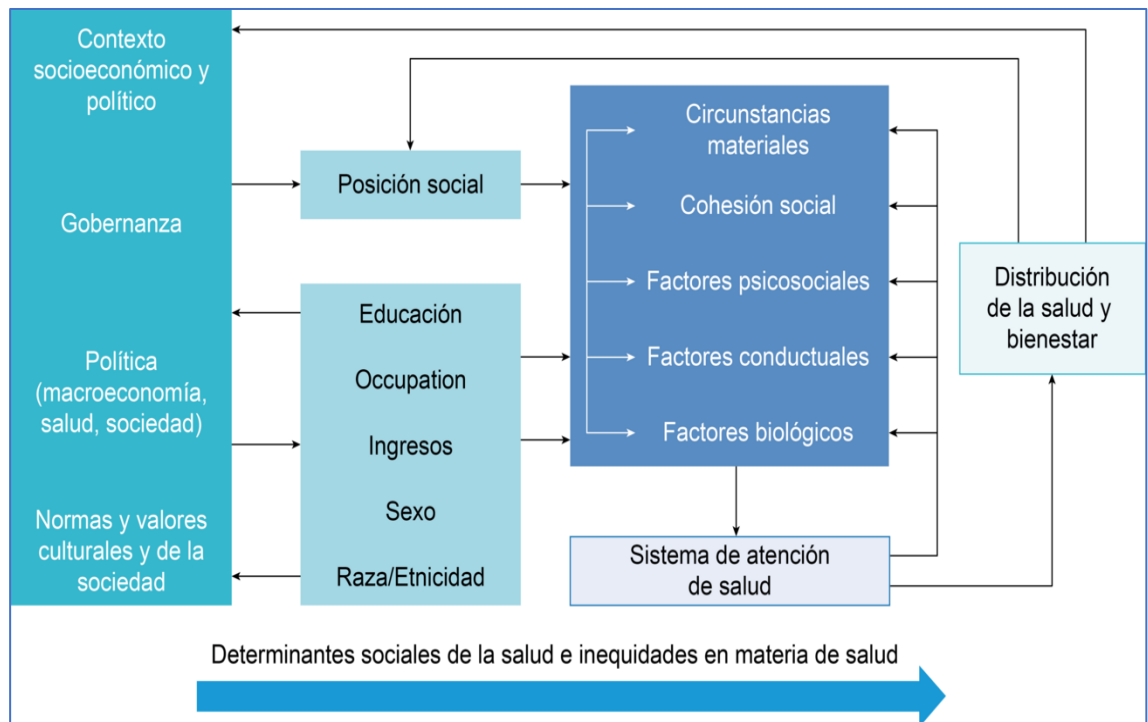 Contexto
socioeconómico y
político
Gobernanza
Política
(macroeconomía,
salud, sociedad)
Normas y valores
culturales y de la
sociedad
Posición social
Educación
Occupation
Ingresos
Sexo
Raza/Etnicidad
Circunstancias
materiales
Cohesión social
Factores psicosociales
Factores conductuales
Factores biológicos
Sistema de atención
de salud
Distribución
de la salud y
bienestar
Determinantes sociales de la salud e inequidades en materia de salud